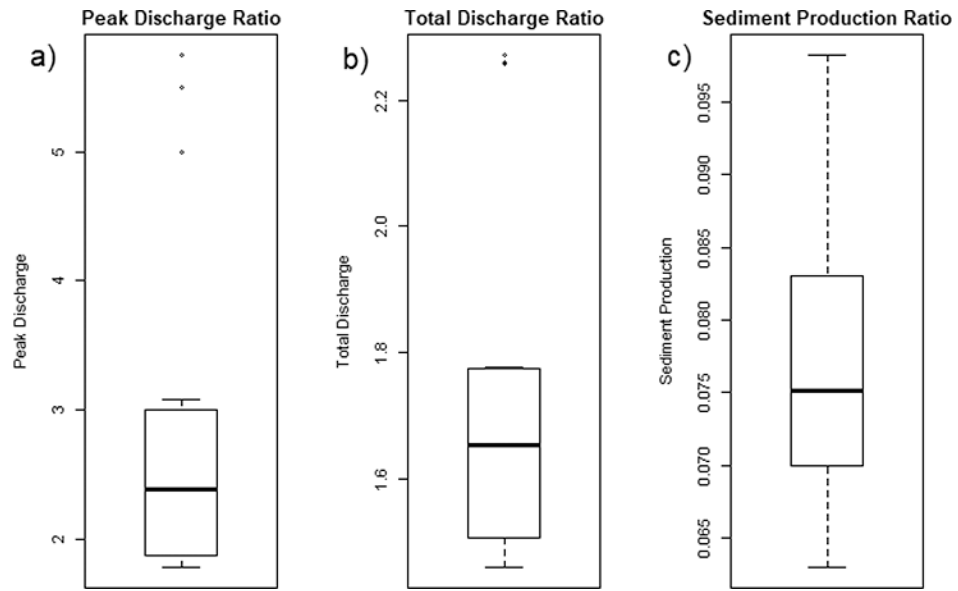 Peak Discharge Ratio
a)
Peak Discharge
5
4
3
2
Total Discharge Ratio
b)
Total Discharge
2.2
2.0
1.8
1.6
Sediment Production Ratio
c)
Sediment Production
0.095
0.090
0.085
0.080
0.075
0.070
0.065